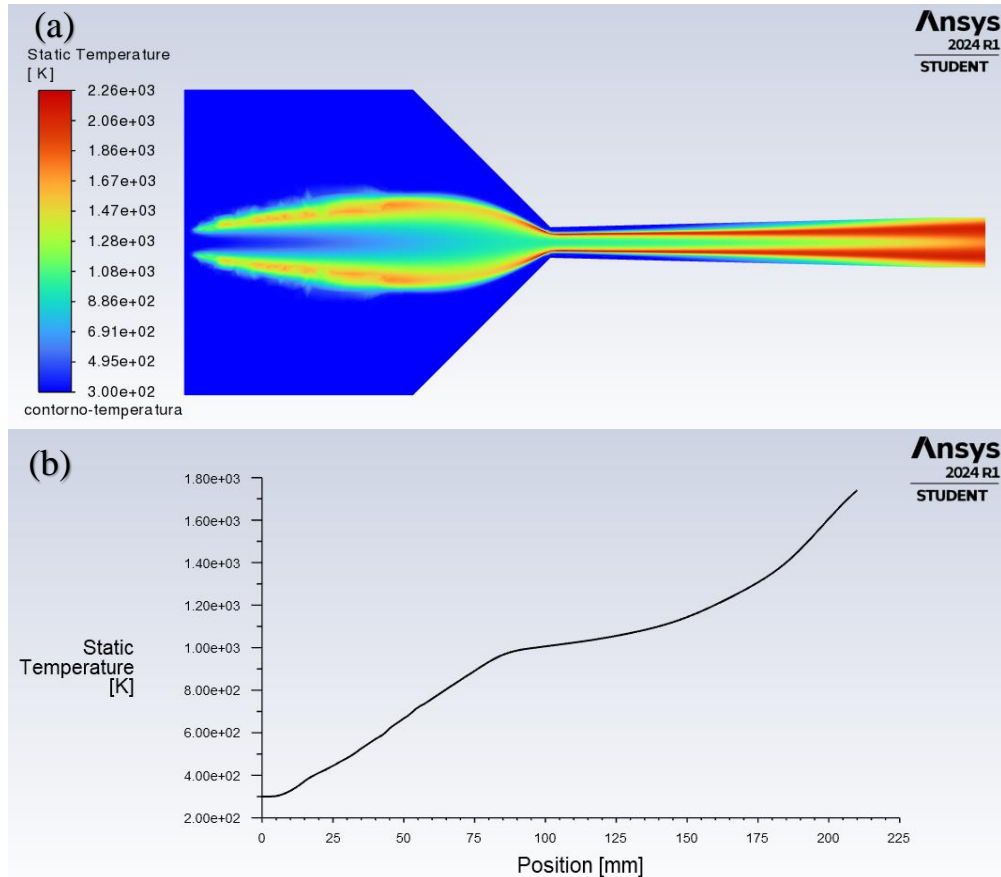 (a)
Static Temperature
[ K]
2.26e+03
2.06e+03
1.86e+03
1.67e+03
1.47e+03
1.28e+03
1.08e+03
8.86e+02
6.91e+02
4.95e+02
3.00e+02
contorno-temperatura
Ansys
2024 R1
STUDENT
(b)
Ansys
2024 R1
STUDENT
1.80e+03
1.60e+03
1.40e+03
1.20e+03
1.00e+03
8.00e+02
6.00e+02
4.00e+02
2.00e+02
Static
Temperature
[K]
0 25 50 75 100 125 150 175 200 225
Position [mm]